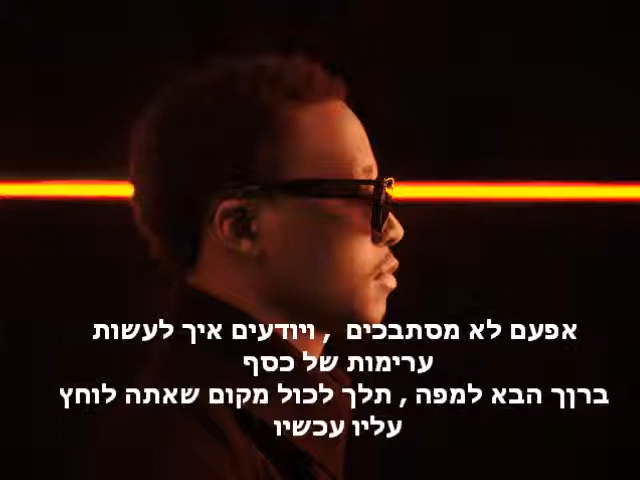 אפעם לא מסתבכים , ויודעים איך לעשות
ערימות של כסף
ברוך הבא למפה , תלך לכול מקום שאתה לוחץ
עליו עכשיו